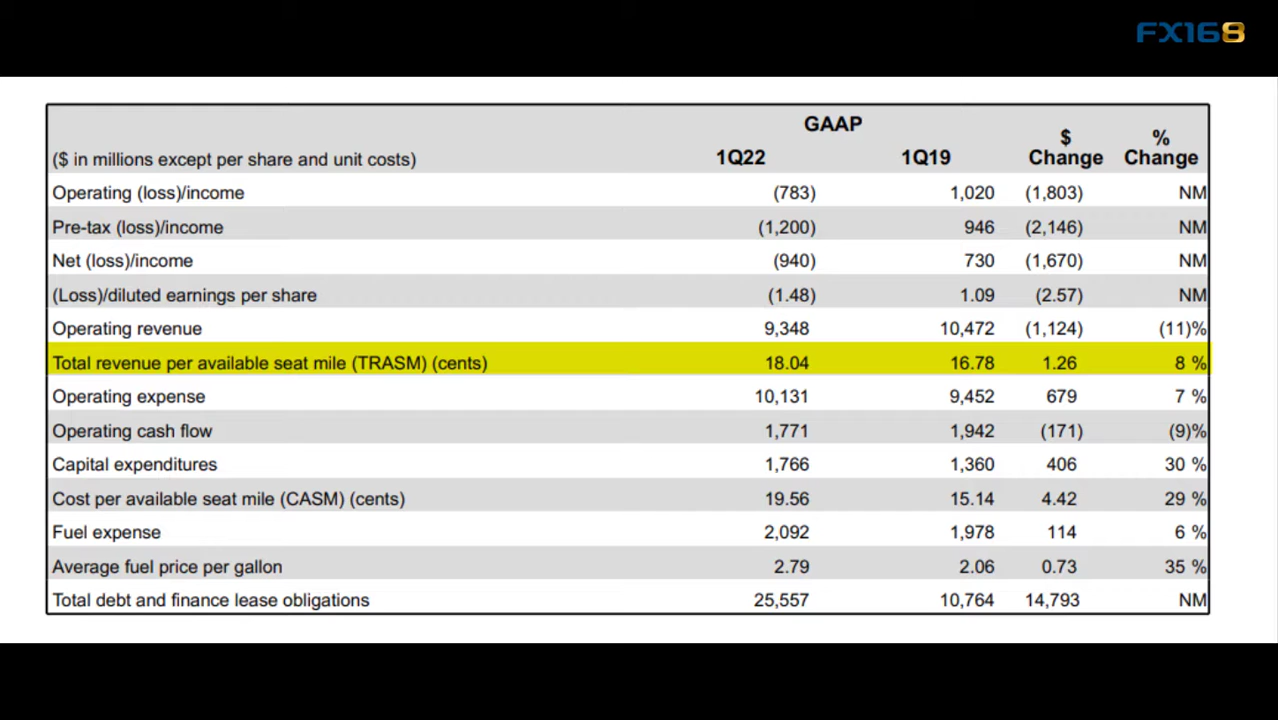 FX168
GAAP
$ %
($ in millions except per share and unit costs) 1Q22 1Q19 Change Change
Operating (loss)/income (783) 1,020 (1,803) NM
Pre-tax (loss)/income (1,200) 946 (2,146) NM
Net (loss)/income (940) 730 (1,670) NM
(Loss)/diluted earnings per share (1.48) 1.09 (2.57) NM
Operating revenue 9,348 10,472 (1,124) (11)%
Total revenue per available seat mile (TRASM) (cents) 18.04 16.78 1.26 8 %
Operating expense 10,131 9,452 679 7 %
Operating cash flow 1,771 1,942 (171) (9)%
Capital expenditures 1,766 1,360 406 30 %
Cost per available seat mile (CASM) (cents) 19.56 15.14 4.42 29 %
Fuel expense 2,092 1,978 114 6 %
Average fuel price per gallon 2.79 2.06 0.73 35 %
Total debt and finance lease obligations 25,557 10,764 14,793 NM